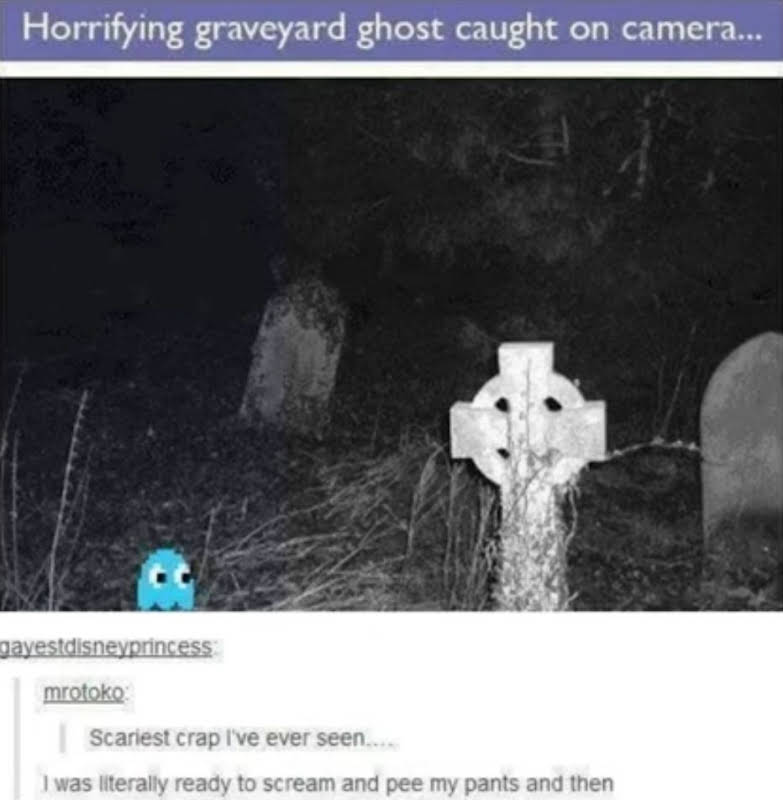 Horrifying graveyard ghost caught on camera...
gayestdisneyprincess:
mrotoko:
Scariest crap I've ever seen....
I was literally ready to scream and pee my pants and then